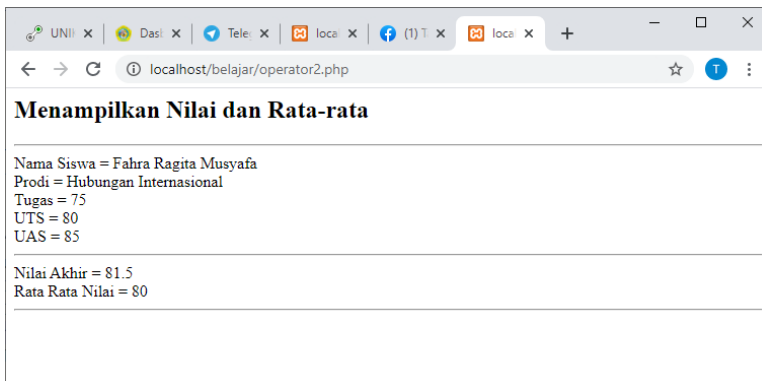 UNI
Das
Tele
loca
(1) T
loca
localhost/belajar/operator2.php
T
Menampilkan Nilai dan Rata-rata
Nama Siswa = Fahra Ragita Musyafa
Prodi = Hubungan Internasional
Tugas = 75
UTS = 80
UAS = 85
Nilai Akhir = 81.5
Rata Rata Nilai = 80